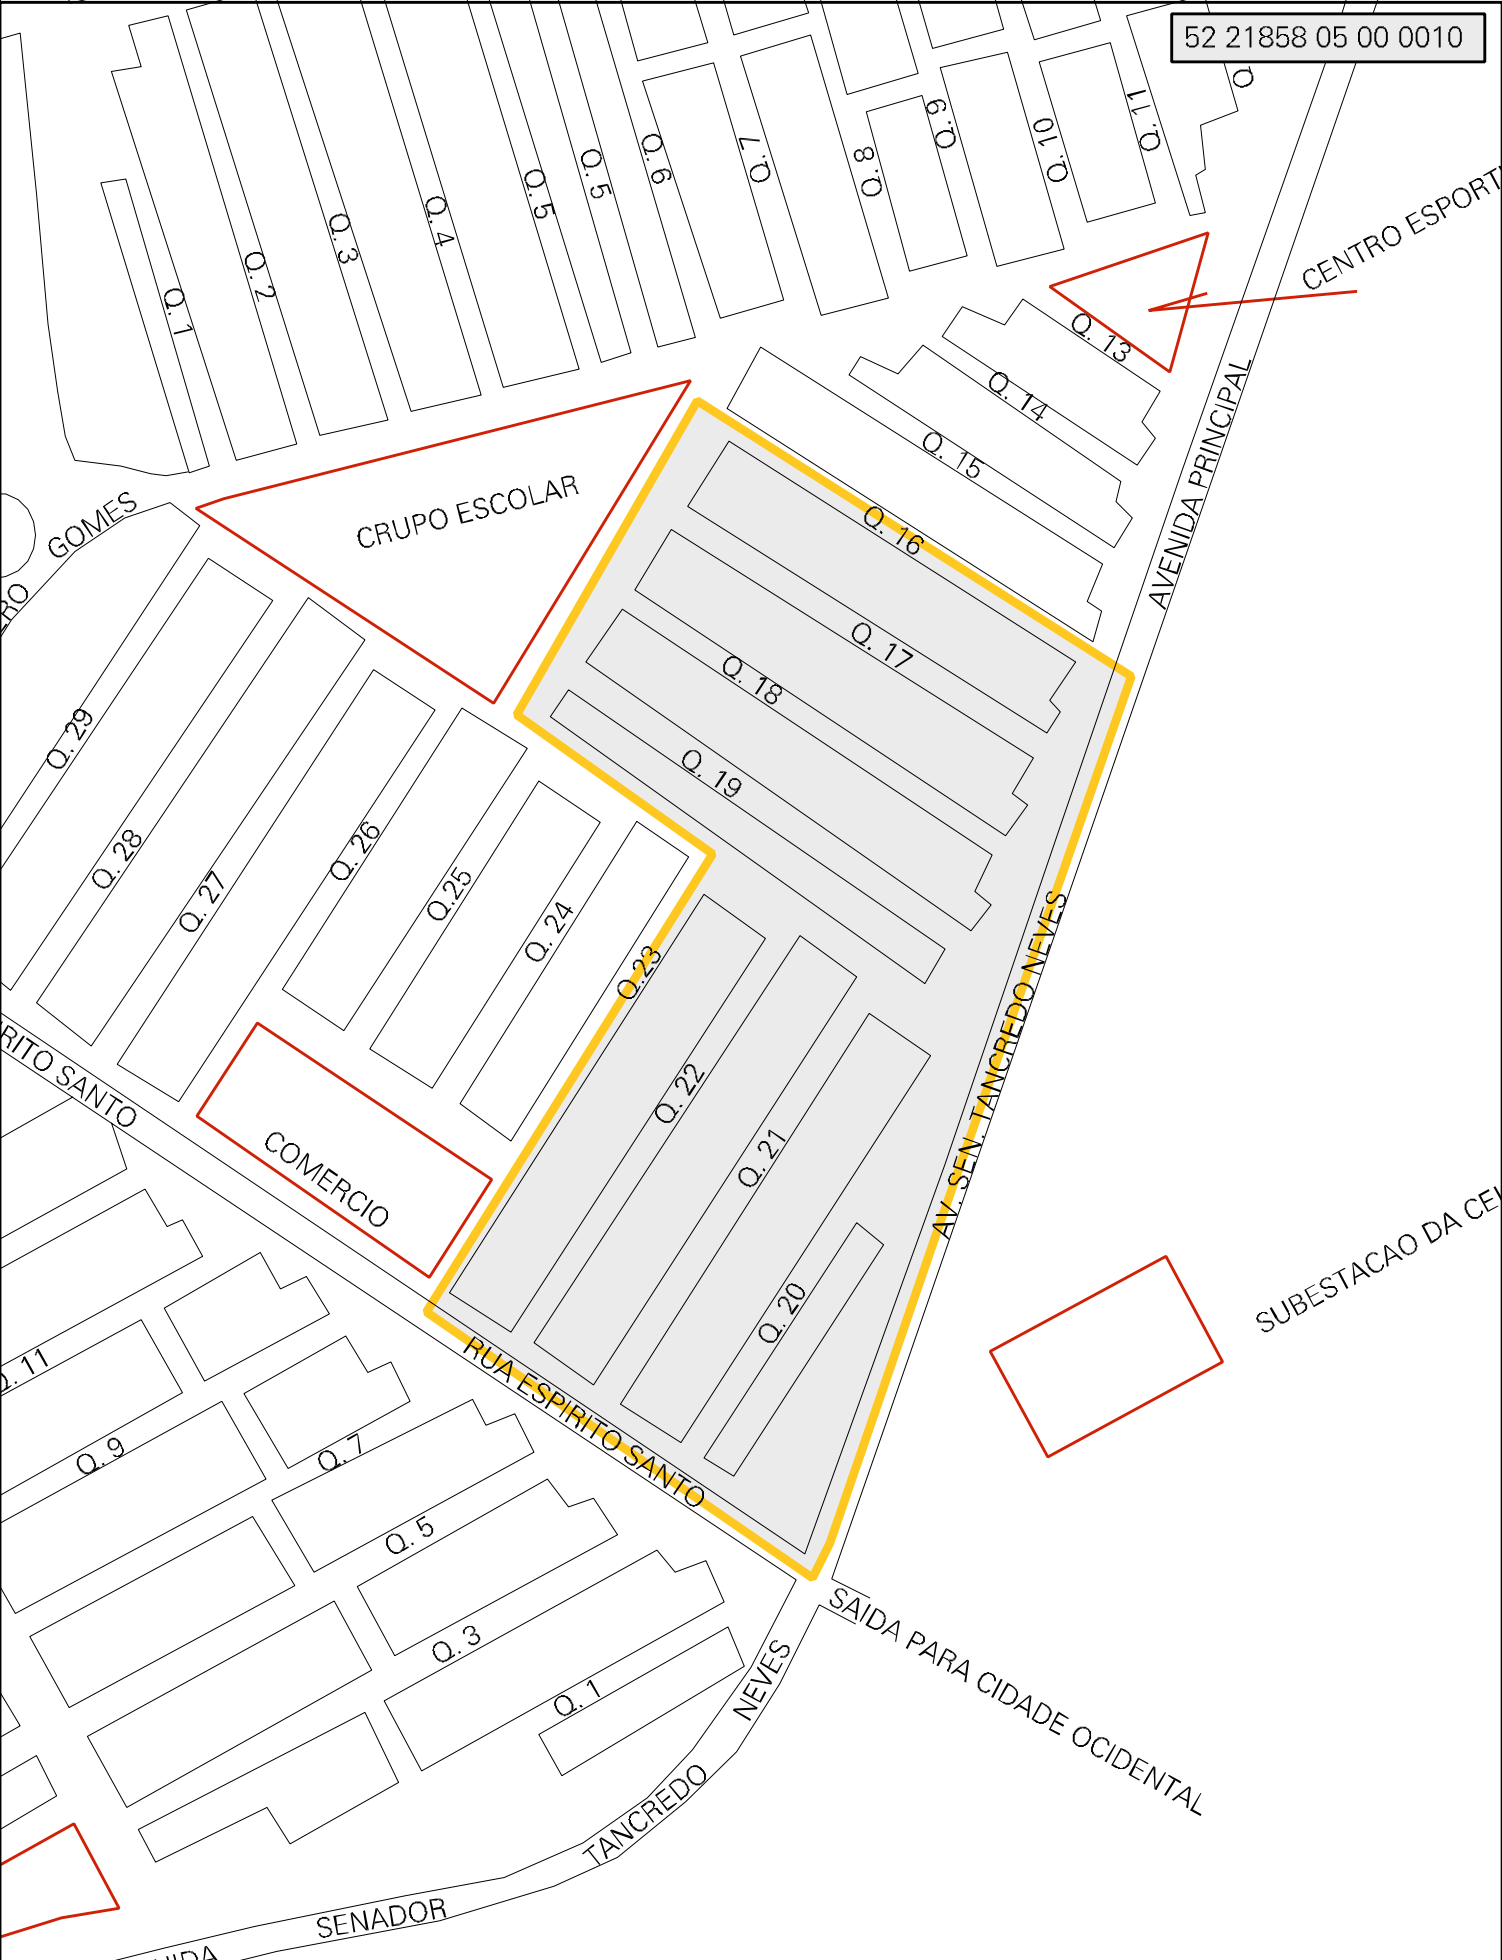 52 21858 05 00 0010
Q. 1
Q. 2
Q. 3
Q. 4
Q. 5
Q. 5
Q. 6
Q. 7
Q. 8
Q. 9
Q. 10
Q. 11
Q
CENTRO ESPORT
Q. 13
Q. 14
Q. 15
AVENIDA PRINCIPAL
CRUPO ESCOLAR
GOMES
RO
Q. 16
Q. 17
Q. 18
Q. 19
Q. 29
Q. 28
Q. 27
Q. 26
Q.25
Q. 24
Q.23
Q. 22
Q. 21
Q. 20
AV. SEN. TANCREDO NEVES
RITO SANTO
COMERCIO
RUA ESPIRITO SANTO
SUBESTACAO DA CEL
Q. 11
Q. 9
Q. 7
Q. 5
Q. 3
Q. 1
SAIDA PARA CIDADE OCIDENTAL
NEVES
TANCREDO
SENADOR
NIDA